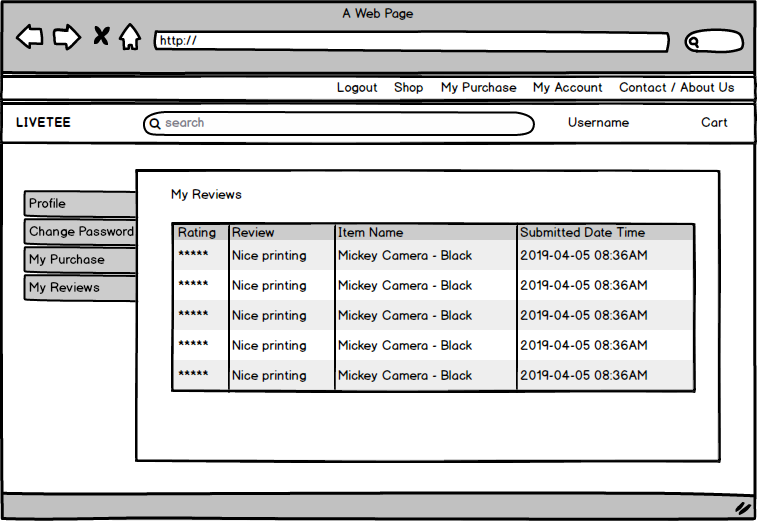 A Web Page
http://
Logout Shop My Purchase My Account Contact / About Us
LIVETEE search Username Cart
My Reviews
Profile
Change Password
My Purchase
My Reviews
Rating Review Item Name Submitted Date Time
***** Nice printing Mickey Camera - Black 2019-04-05 08:36AM
***** Nice printing Mickey Camera - Black 2019-04-05 08:36AM
***** Nice printing Mickey Camera - Black 2019-04-05 08:36AM
***** Nice printing Mickey Camera - Black 2019-04-05 08:36AM
***** Nice printing Mickey Camera - Black 2019-04-05 08:36AM